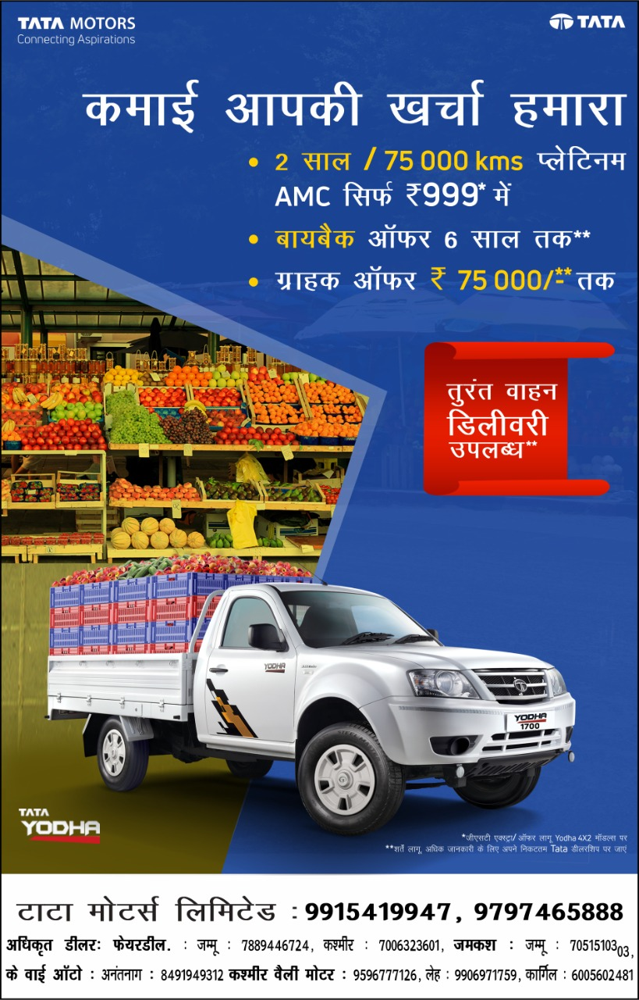 TATA MOTORS
Connecting Aspirations
TATA
कमाई आपकी खर्चा हमारा
• 2 साल / 75 000 kms प्लेटिनम
AMC सिर्फ ₹999* में
• बायबैक ऑफर 6 साल तक**
• ग्राहक ऑफर ₹ 75 000/-** तक
तुरंत वाहन
डिलीवरी
उपलब्ध**
YODHA
YODHA
1700
TATA
YODHA
*जीएसटी एक्स्ट्रा/ ऑफर लागू Yodha 4X2 मॉडल्स पर
**शर्तें लागू, अधिक जानकारी के लिए अपने निकटतम Tata डीलरशिप पर जाएं
टाटा मोटर्स लिमिटेड : 9915419947, 9797465888
अधिकृत डीलरः फेयरडील. : जम्मू : 7889446724, कश्मीर : 7006323601, जमकश : जम्मू : 7051510303,
के वाई ऑटो : अनंतनाग : 8491949312 कश्मीर वैली मोटर : 9596777126, लेह : 9906971759, कार्गिल : 6005602481